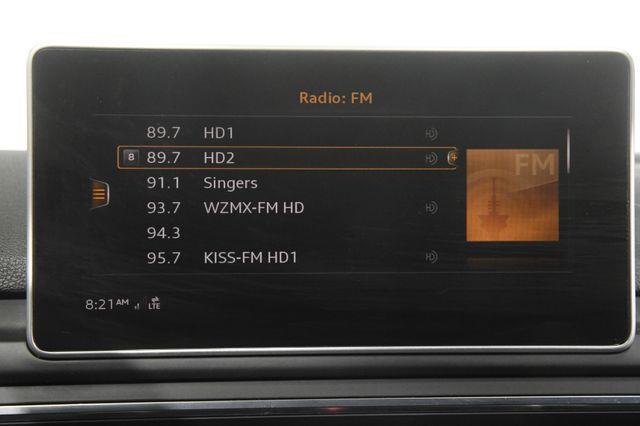 Radio: FM
89.7 HD1
8 89.7 HD2
FM
91.1 Singers
93.7 WZMX-FM HD
94.3
95.7 KISS-FM HD1
8:21AM LTE